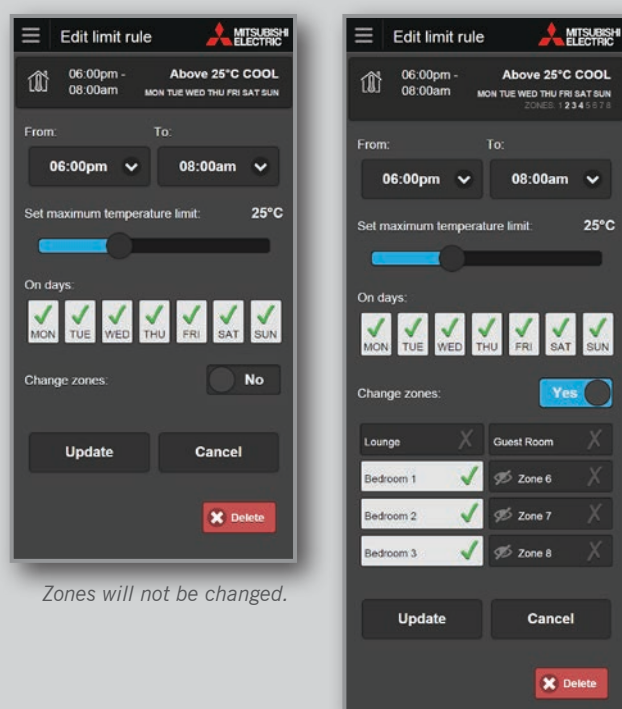 Edit limit rule
MITSUBISHI
ELECTRIC
06:00pm -
08:00am
Above 25°C COOL
MON TUE WED THU FRI SAT SUN
From:
To:
06:00pm
08:00am
Set maximum temperature limit:
25°C
On days:
MON TUE WED THU FRI SAT SUN
Change zones:
No
Update
Cancel
Delete
Zones will not be changed.
Edit limit rule
MITSUBISHI
ELECTRIC
06:00pm -
08:00am
Above 25°C COOL
MON TUE WED THU FRI SAT SUN
ZONES: 1 2 3 4 5 6 7 8
From:
To:
06:00pm
08:00am
Set maximum temperature limit:
25°C
On days:
MON TUE WED THU FRI SAT SUN
Change zones:
Yes
Lounge
Guest Room
Bedroom 1
Zone 6
Bedroom 2
Zone 7
Bedroom 3
Zone 8
Update
Cancel
Delete